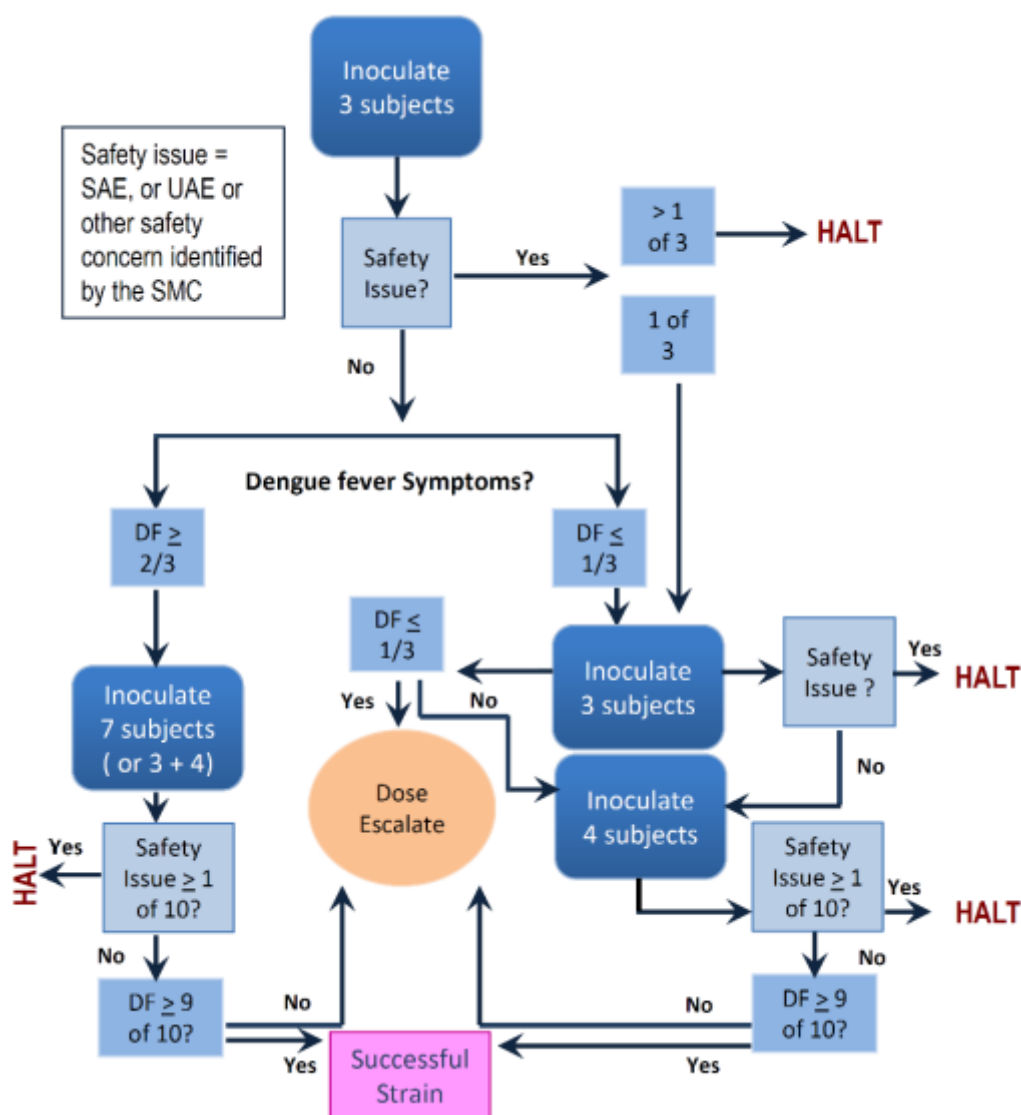 Inoculate
3 subjects
Safety issue =
SAE, or UAE or
other safety
concern identified
by the SMC
Safety
Issue?
Yes
> 1
of 3
HALT
1 of
3
No
Dengue fever Symptoms?
DF ≥
2/3
DF ≤
1/3
DF ≤
1/3
Inoculate
3 subjects
Safety
Issue ?
Yes
HALT
Yes
No
No
Inoculate
7 subjects
( or 3 + 4)
Dose
Escalate
Inoculate
4 subjects
Safety
Issue ≥ 1
of 10?
Yes
HALT
Safety
Issue ≥ 1
of 10?
Yes
HALT
No
No
DF ≥ 9
of 10?
No
Yes
DF ≥ 9
of 10?
No
Yes
Successful
Strain